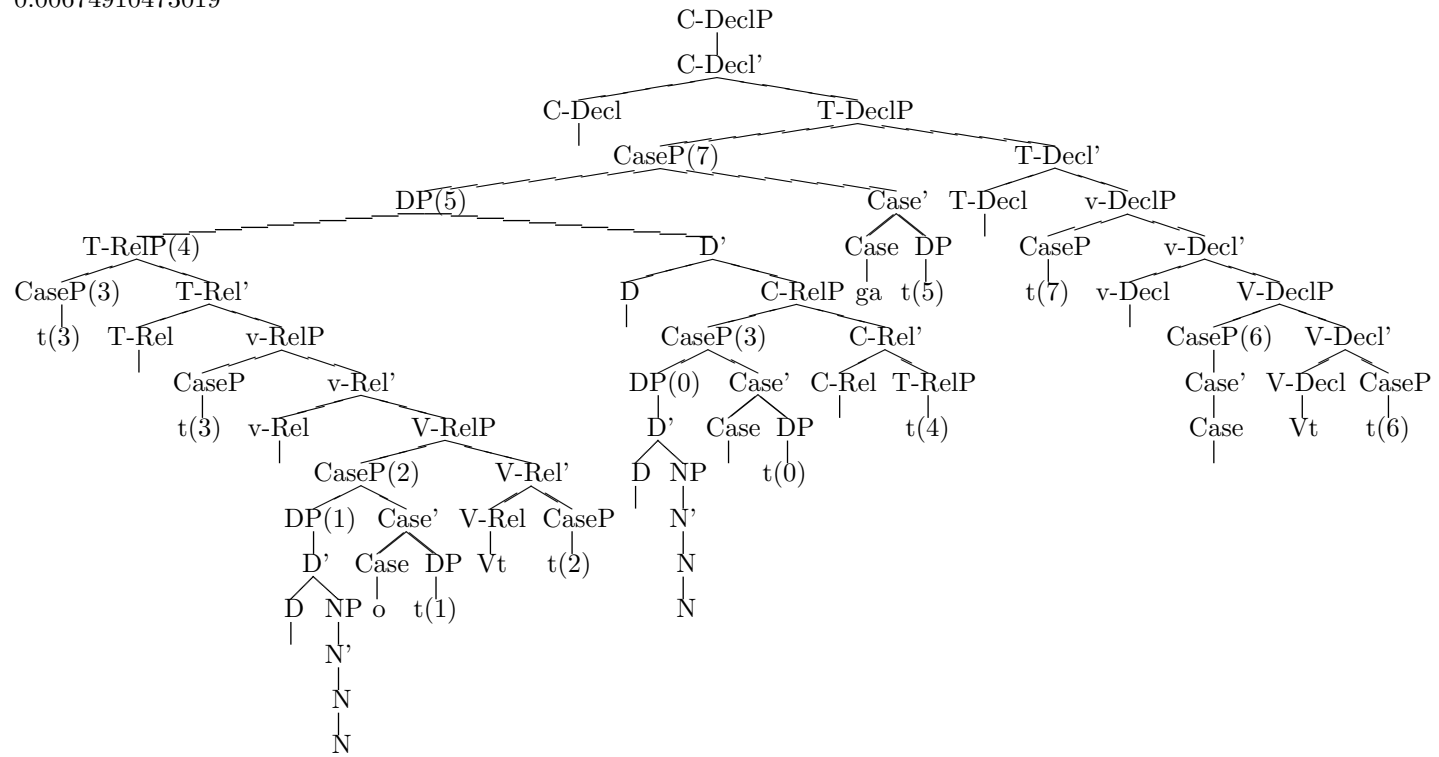 C-DeclP
C-Decl'
C-Decl T-DeclP
CaseP(7) T-Decl'
DP(5) Case' T-Decl v-DeclP
T-RelP(4) D' Case DP CaseP v-Decl'
CaseP(3) T-Rel' D C-RelP ga t(5) t(7) v-Decl V-DeclP
t(3) T-Rel v-RelP CaseP(3) C-Rel' CaseP(6) V-Decl'
CaseP v-Rel' DP(0) Case' C-Rel T-RelP Case' V-Decl CaseP
t(3) v-Rel V-RelP D' Case DP t(4) Case Vt t(6)
CaseP(2) V-Rel' D NP t(0)
DP(1) Case' V-Rel CaseP N'
D' Case DP Vt t(2) N
D NP o t(1) N
N'
N
N